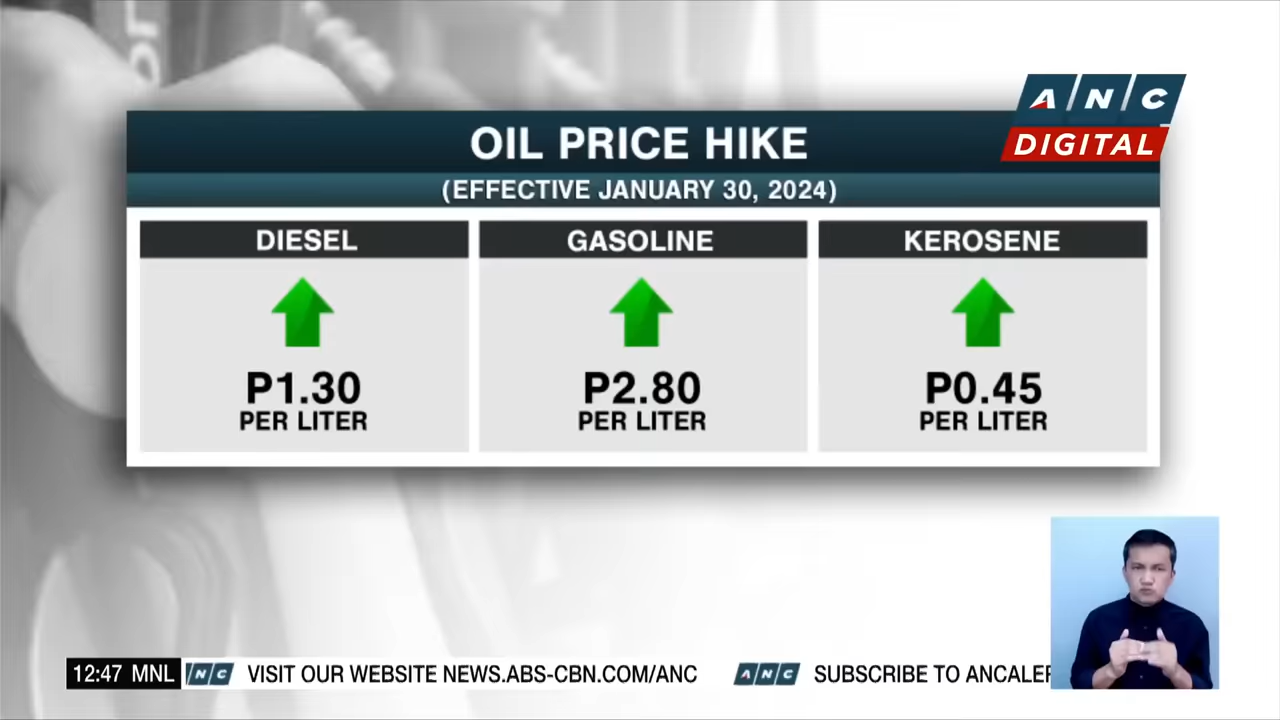 ANC
DIGITAL
OIL PRICE HIKE
(EFFECTIVE JANUARY 30, 2024)
DIESEL
P1.30
PER LITER
GASOLINE
P2.80
PER LITER
KEROSENE
P0.45
PER LITER
12:47 MNL NC VISIT OUR WEBSITE NEWS.ABS-CBN.COM/ANC ANC SUBSCRIBE TO